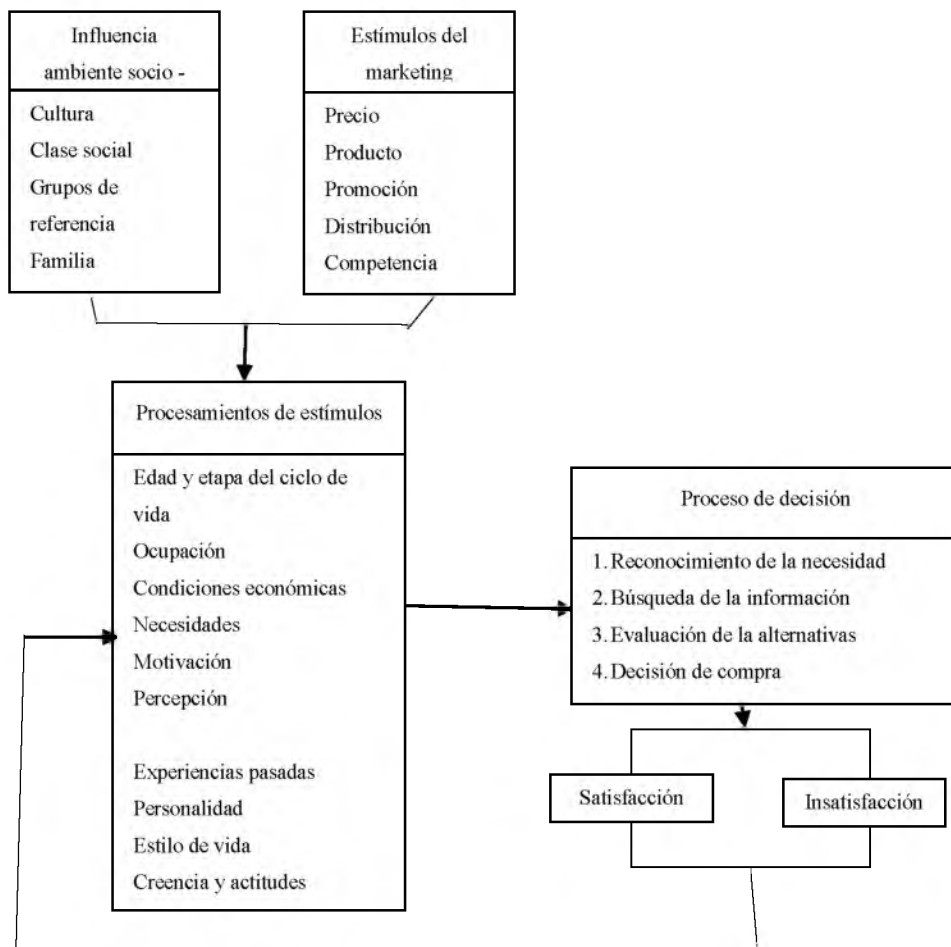 Influencia
ambiente socio -
Cultura
Clase social
Grupos de
referencia
Familia
Estímulos del
marketing
Precio
Producto
Promoción
Distribución
Competencia
Procesamientos de estímulos
Edad y etapa del ciclo de
vida
Ocupación
Condiciones económicas
Necesidades
Motivación
Percepción
Experiencias pasadas
Personalidad
Estilo de vida
Creencia y actitudes
Proceso de decisión
1. Reconocimiento de la necesidad
2. Búsqueda de la información
3. Evaluación de la alternativas
4. Decisión de compra
Satisfacción
Insatisfacción